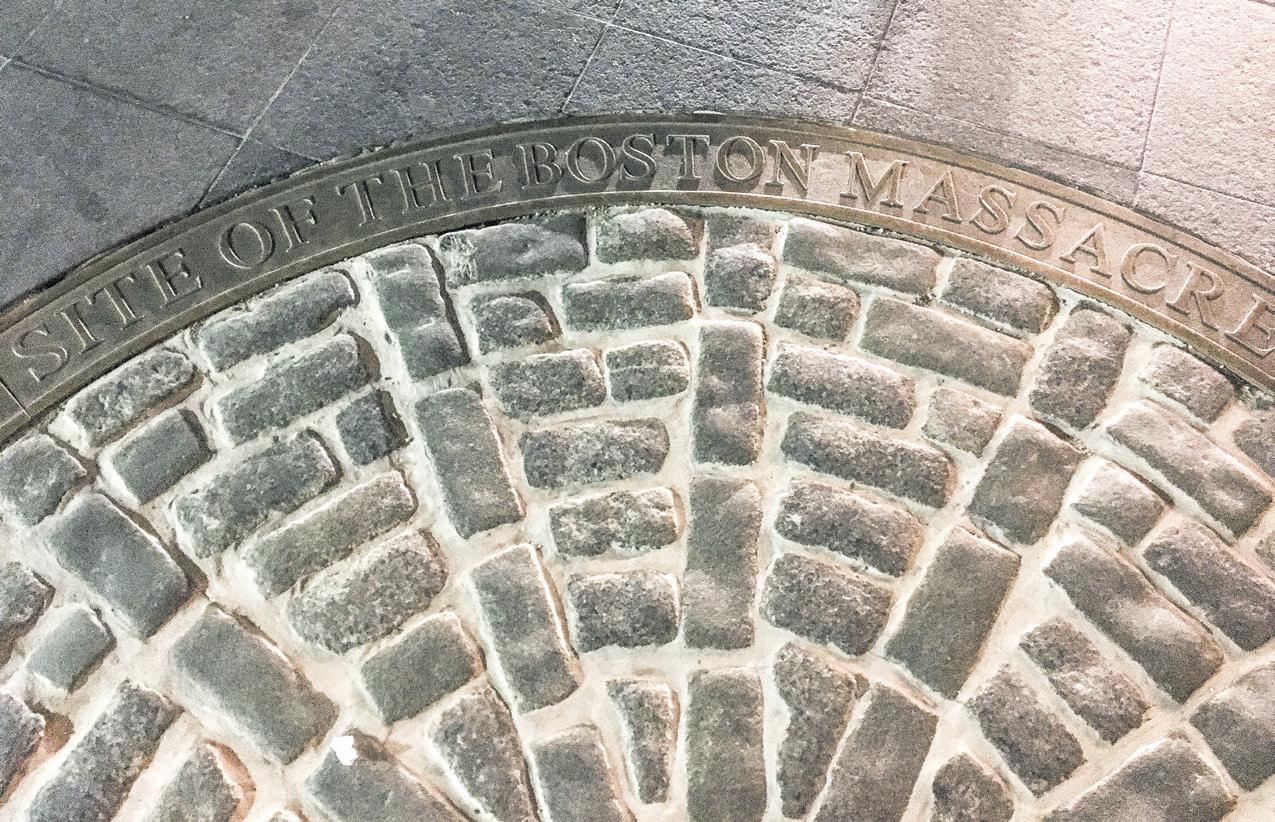 SITE OF THE BOSTON MASSACRE